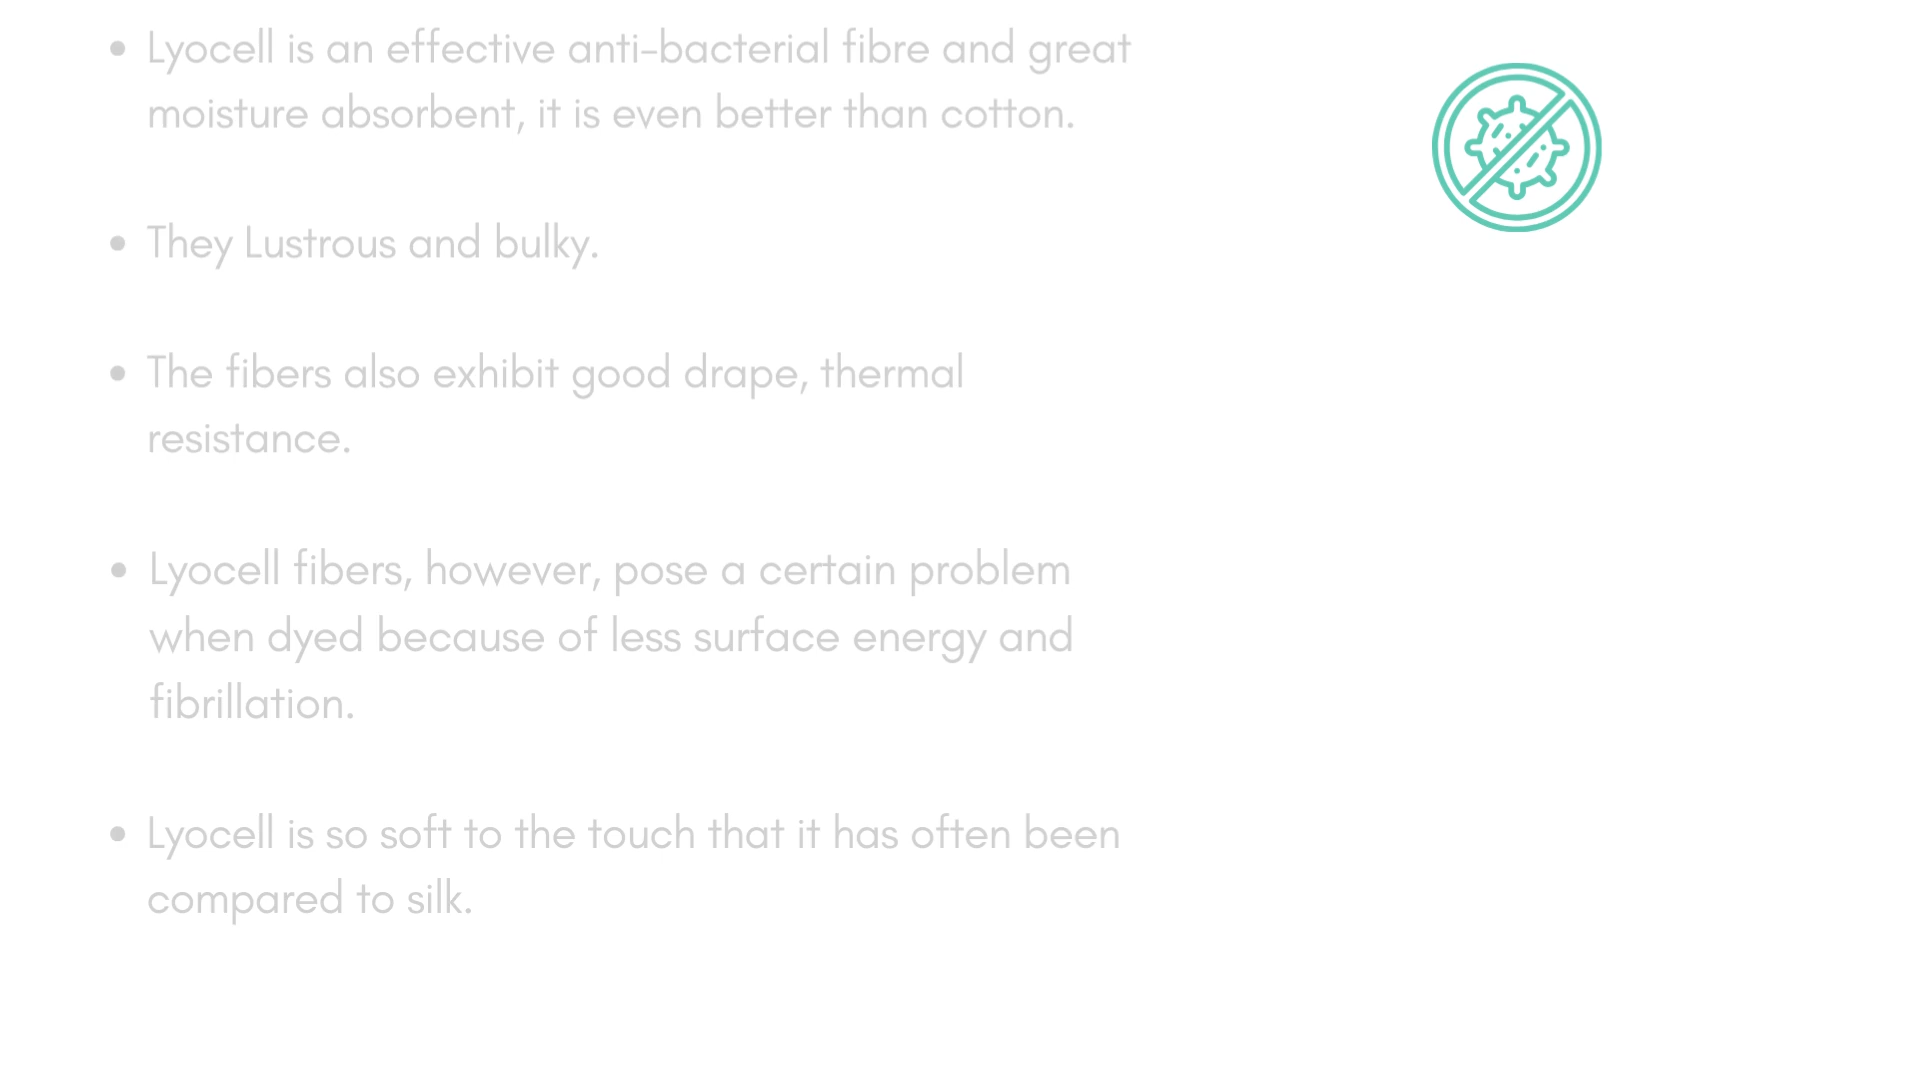 • Lyocell is an effective anti-bacterial fibre and great
moisture absorbent, it is even better than cotton.
• They Lustrous and bulky.
• The fibers also exhibit good drape, thermal
resistance.
• Lyocell fibers, however, pose a certain problem
when dyed because of less surface energy and
fibrillation.
• Lyocell is so soft to the touch that it has often been
compared to silk.